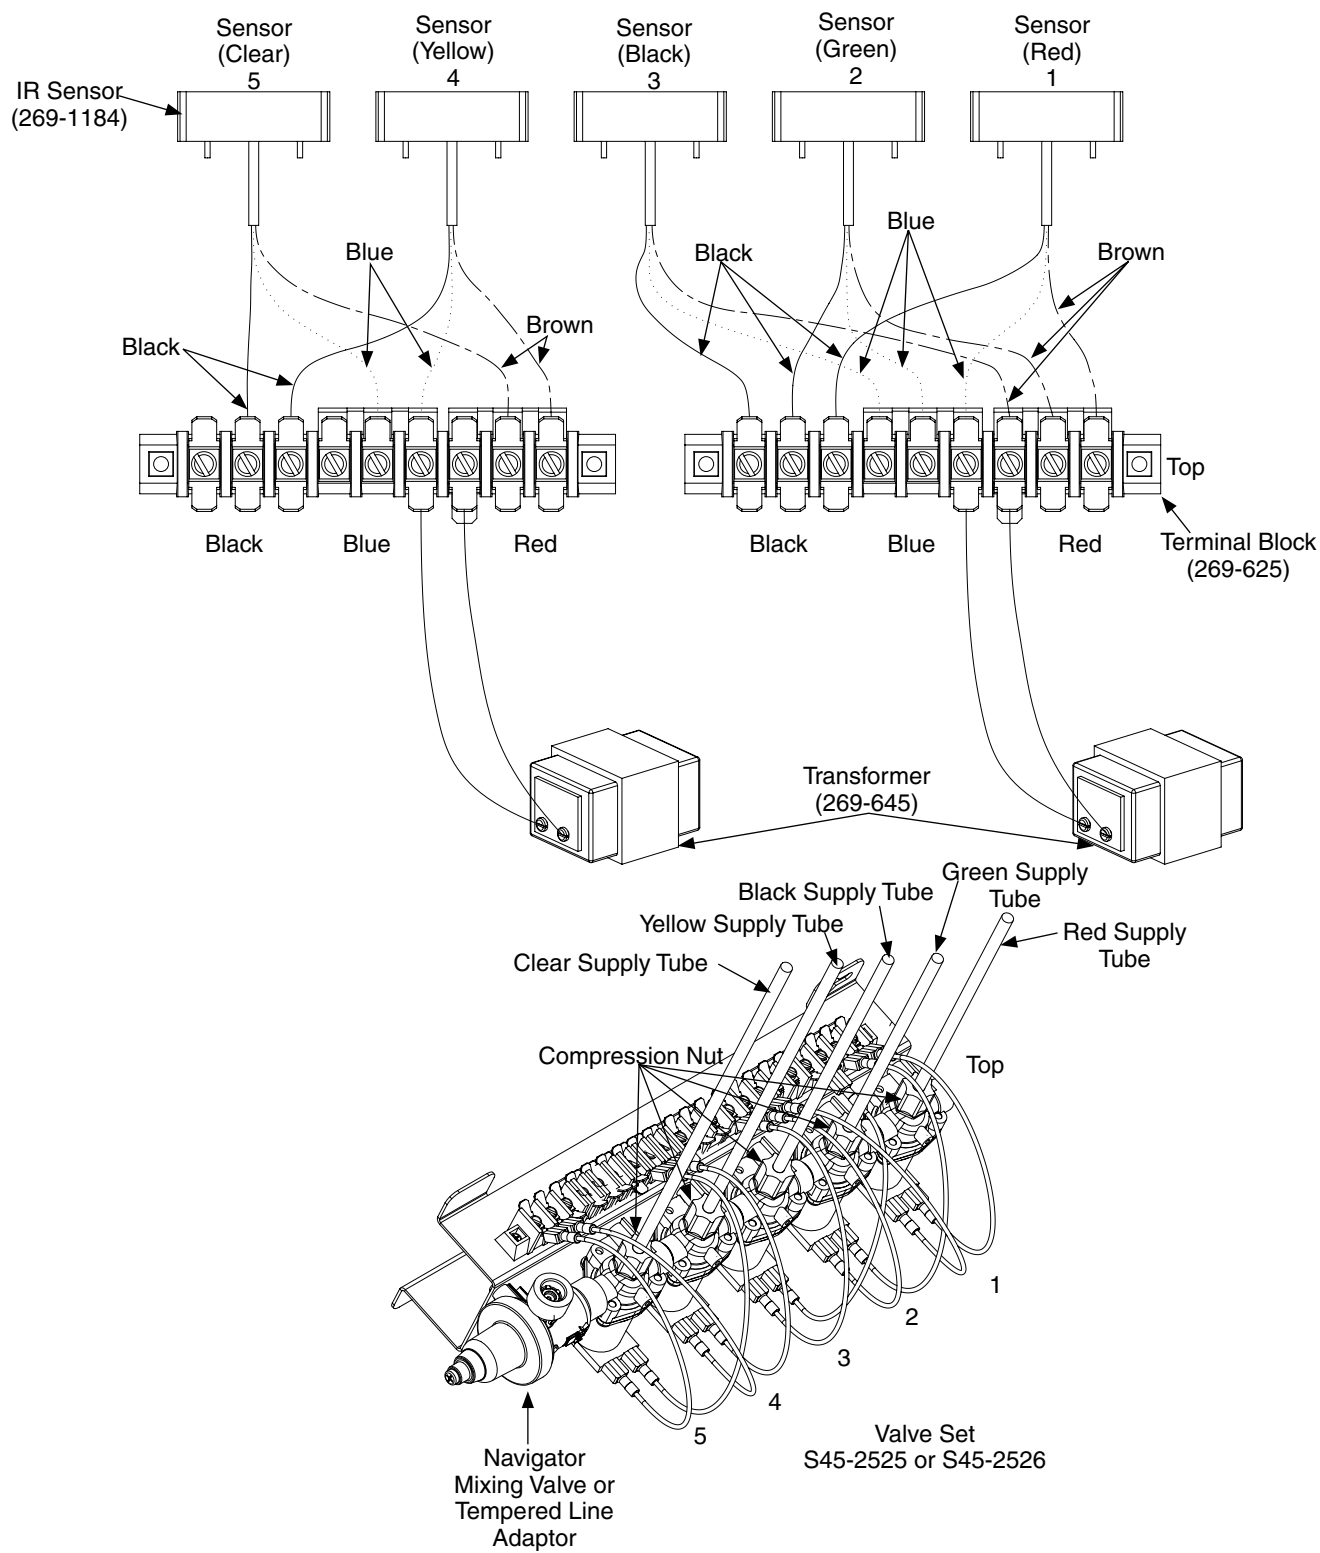 Sensor
(Clear)
5
Sensor
(Yellow)
4
Sensor
(Black)
3
Sensor
(Green)
2
Sensor
(Red)
1
IR Sensor
(269-1184)
Blue
Black
Blue
Brown
Black
Brown
Top
Black
Blue
Red
Black
Blue
Red
Terminal Block
(269-625)
Transformer
(269-645)
Green Supply
Tube
Black Supply Tube
Yellow Supply Tube
Red Supply
Tube
Clear Supply Tube
Compression Nut
Top
1
2
3
4
5
Valve Set
S45-2525 or S45-2526
Navigator
Mixing Valve or
Tempered Line
Adaptor